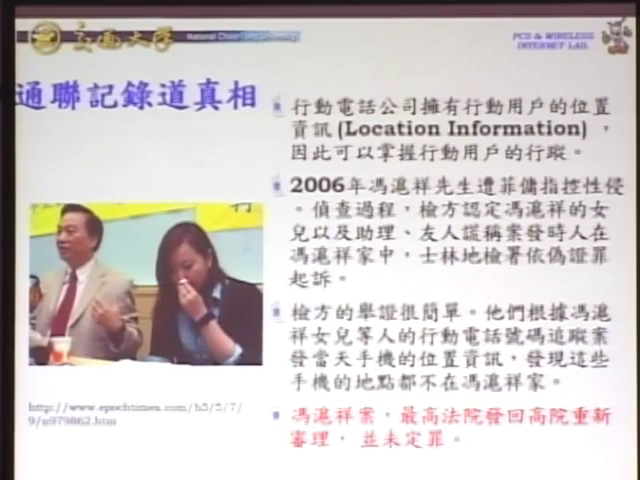 交通大學
National Chiao Tung University
PCS & WIRELESS
INTERNET LAB.
通聯記錄道真相
行動電話公司擁有行動用戶的位置
資訊(Location Information)，
因此可以掌握行動用戶的行蹤。
2006年馮滬祥先生遭菲傭指控性侵
。偵查過程，檢方認定馮滬祥的女
兒以及助理、友人謊稱案發時人在
馮滬祥家中，士林地檢署依偽證罪
起訴。
檢方的舉證很簡單。他們根據馮滬
祥女兒等人的行動電話號碼追蹤案
發當天手機的位置資訊，發現這些
手機的地點都不在馮滬祥家。
馮滬祥案，最高法院發回高院重新
審理， 並未定罪。
http://www.epochtimes.com/b5/5/7/
9/n979862.htm